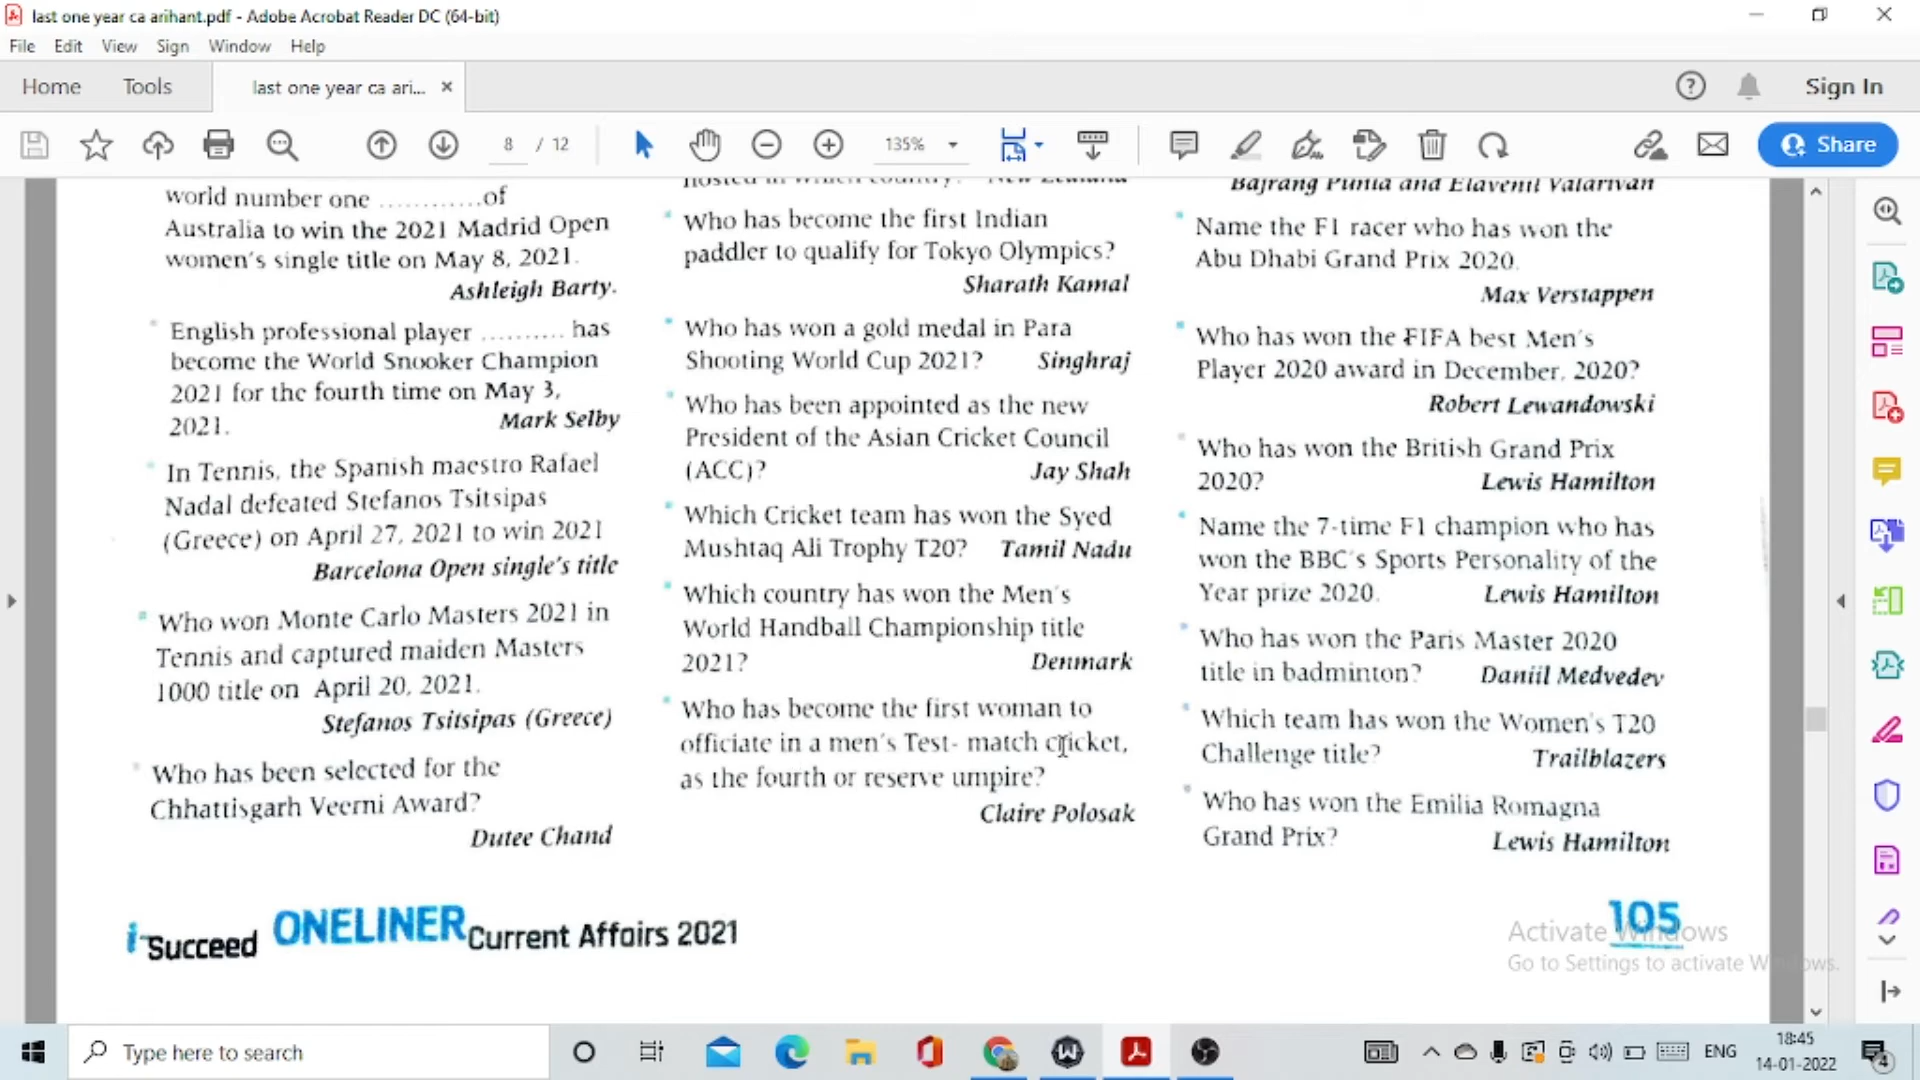 last one year ca arihant.pdf - Adobe Acrobat Reader DC (64-bit)
File Edit View Sign Window Help
Home Tools last one year ca ari... × Sign In
8 / 12 135% Share
world number one ............of
Australia to win the 2021 Madrid Open
women's single title on May 8, 2021.
Ashleigh Barty.
English professional player .......... has
become the World Snooker Champion
2021 for the fourth time on May 3,
2021. Mark Selby
In Tennis, the Spanish maestro Rafael
Nadal defeated Stefanos Tsitsipas
(Greece) on April 27, 2021 to win 2021
Barcelona Open single's title
Who won Monte Carlo Masters 2021 in
Tennis and captured maiden Masters
1000 title on April 20, 2021.
Stefanos Tsitsipas (Greece)
Who has been selected for the
Chhattisgarh Veerni Award?
Dutee Chand
hosted in which country? New Zealand
Who has become the first Indian
paddler to qualify for Tokyo Olympics?
Sharath Kamal
Who has won a gold medal in Para
Shooting World Cup 2021? Singhraj
Who has been appointed as the new
President of the Asian Cricket Council
(ACC)? Jay Shah
Which Cricket team has won the Syed
Mushtaq Ali Trophy T20? Tamil Nadu
Which country has won the Men's
World Handball Championship title
2021? Denmark
Who has become the first woman to
officiate in a men's Test- match cricket,
as the fourth or reserve umpire?
Claire Polosak
Bajrang Punia and Elavenil Valarivan
Name the F1 racer who has won the
Abu Dhabi Grand Prix 2020.
Max Verstappen
Who has won the FIFA best Men's
Player 2020 award in December, 2020?
Robert Lewandowski
Who has won the British Grand Prix
2020? Lewis Hamilton
Name the 7-time F1 champion who has
won the BBC's Sports Personality of the
Year prize 2020. Lewis Hamilton
Who has won the Paris Master 2020
title in badminton? Daniil Medvedev
Which team has won the Women's T20
Challenge title? Trailblazers
Who has won the Emilia Romagna
Grand Prix? Lewis Hamilton
i-Succeed ONELINER Current Affairs 2021
105
Activate Windows
Go to Settings to activate Windows.
Type here to search
ENG
18:45
14-01-2022
4